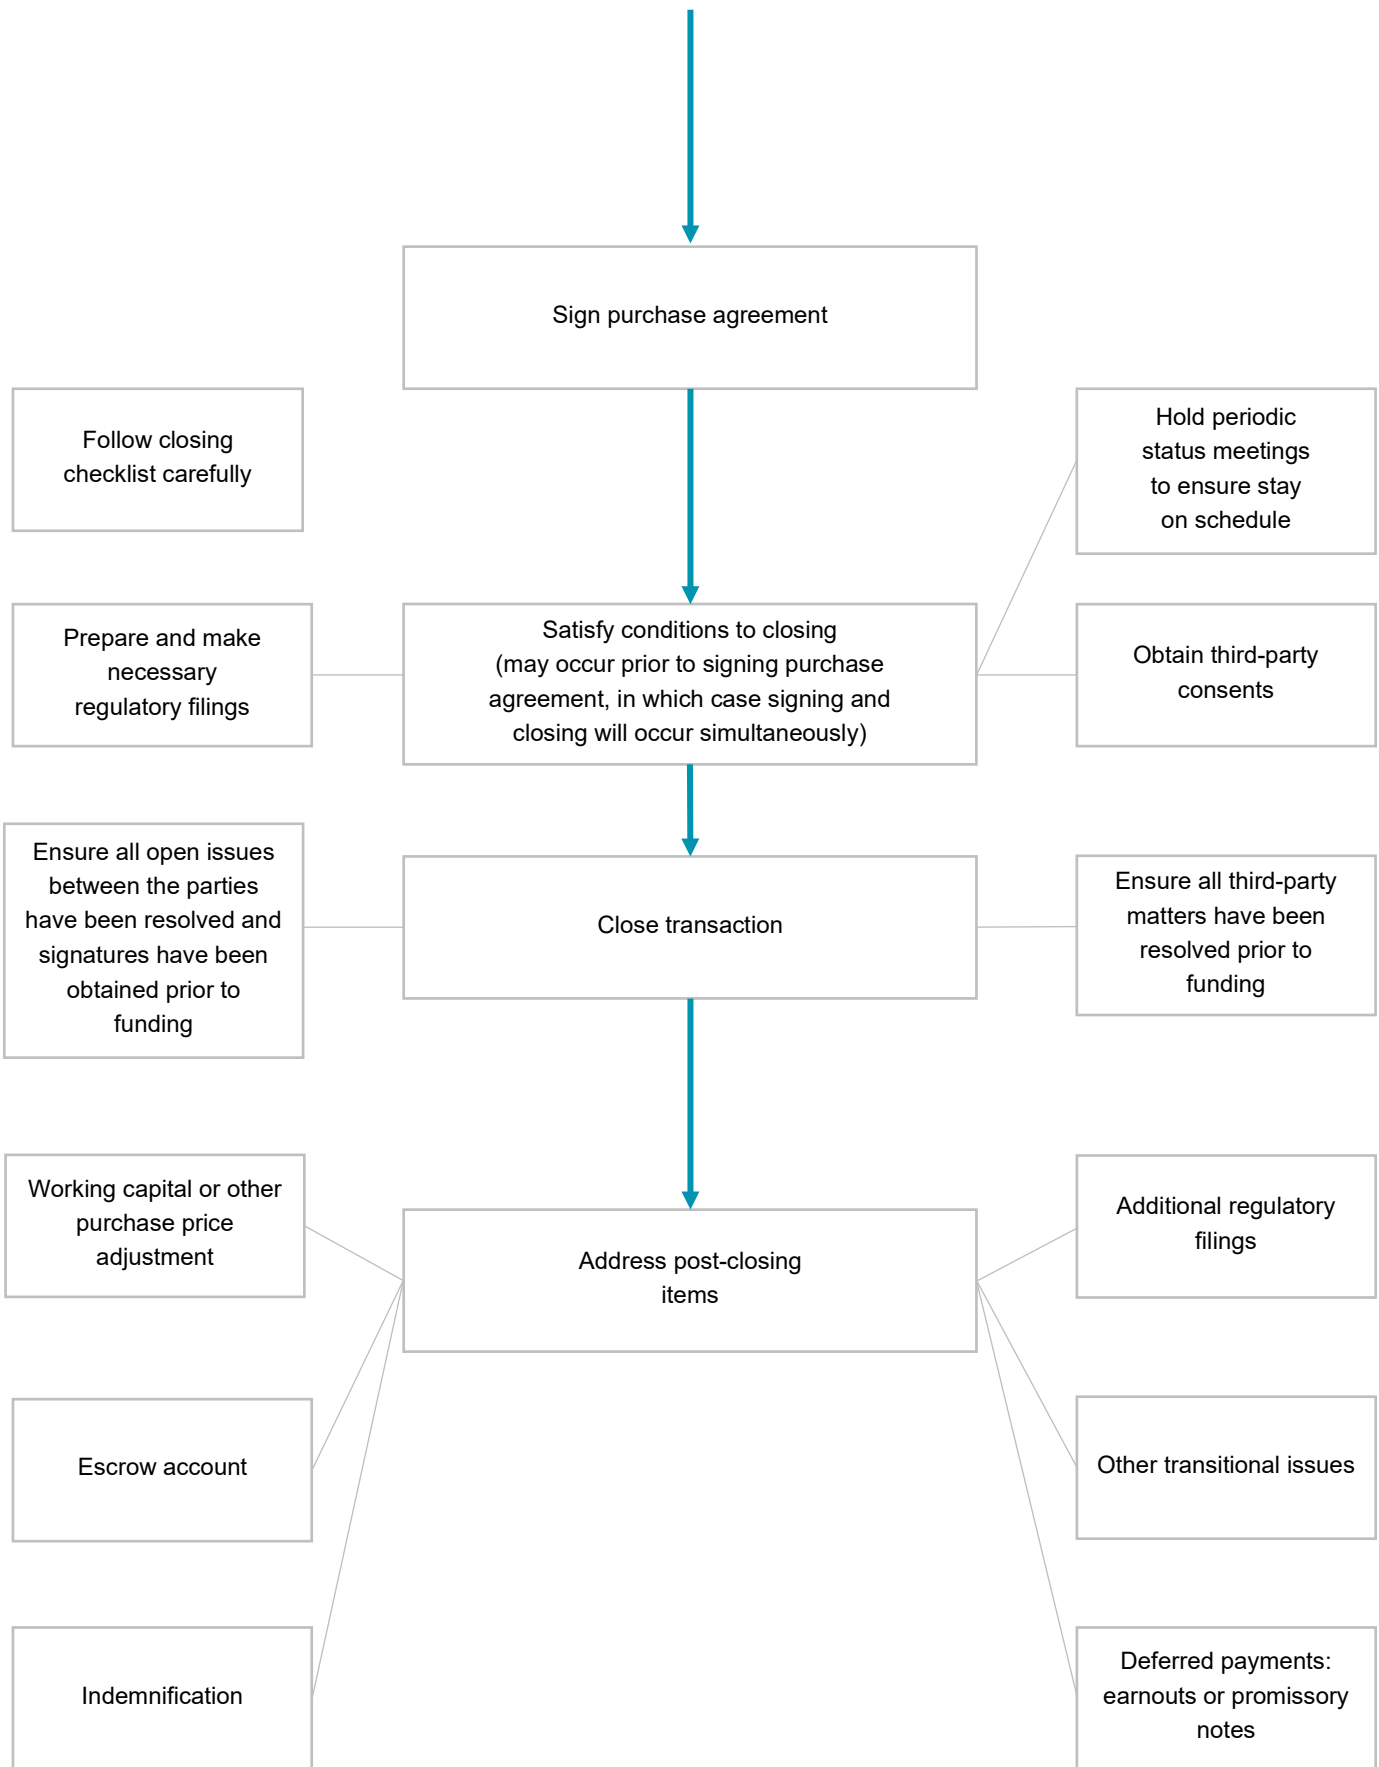 Sign purchase agreement
Follow closing
checklist carefully
Hold periodic
status meetings
to ensure stay
on schedule
Prepare and make
necessary
regulatory filings
Satisfy conditions to closing
(may occur prior to signing purchase
agreement, in which case signing and
closing will occur simultaneously)
Obtain third-party
consents
Ensure all open issues
between the parties
have been resolved and
signatures have been
obtained prior to
funding
Close transaction
Ensure all third-party
matters have been
resolved prior to
funding
Working capital or other
purchase price
adjustment
Address post-closing
items
Additional regulatory
filings
Escrow account
Other transitional issues
Indemnification
Deferred payments:
earnouts or promissory
notes